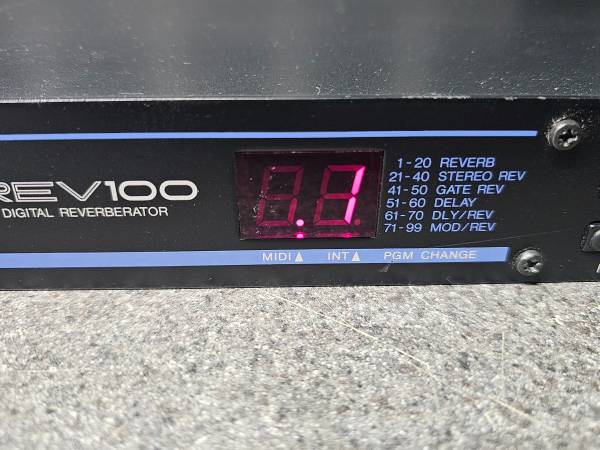 REV100
DIGITAL REVERBERATOR
.1
1-20 REVERB
21-40 STEREO REV
41-50 GATE REV
51-60 DELAY
61-70 DLY/REV
71-99 MOD/REV
MIDI▲ INT▲ PGM CHANGE